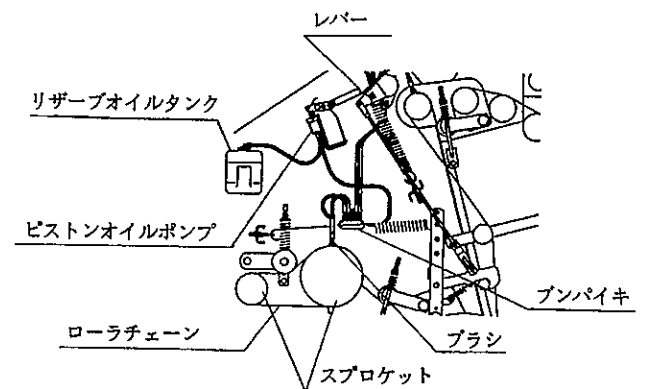 レバー
リザーブオイルタンク
ピストンオイルポンプ
ブンパイキ
ローラチェーン
ブラシ
スプロケット